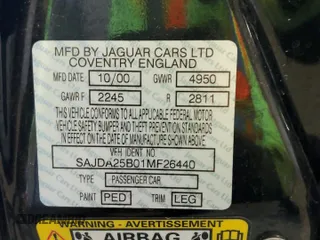 MFD BY JAGUAR CARS LTD
COVENTRY ENGLAND
MFD DATE 10/00 GVWR 4950
GAWR F 2245 R 2811
THIS VEHICLE CONFORMS TO ALL APPLICABLE FEDERAL MOTOR
VEHICLE SAFETY BUMPER AND THEFT PREVENTION STANDARDS
IN EFFECT ON THE DATE OF MANUFACTURE SHOWN ABOVE
VEH IDENT NO
SAJDA25B01MF26440
TYPE PASSENGER CAR
PAINT PED TRIM LEG
WARNING - AVERTISSEMENT
AIRBAG